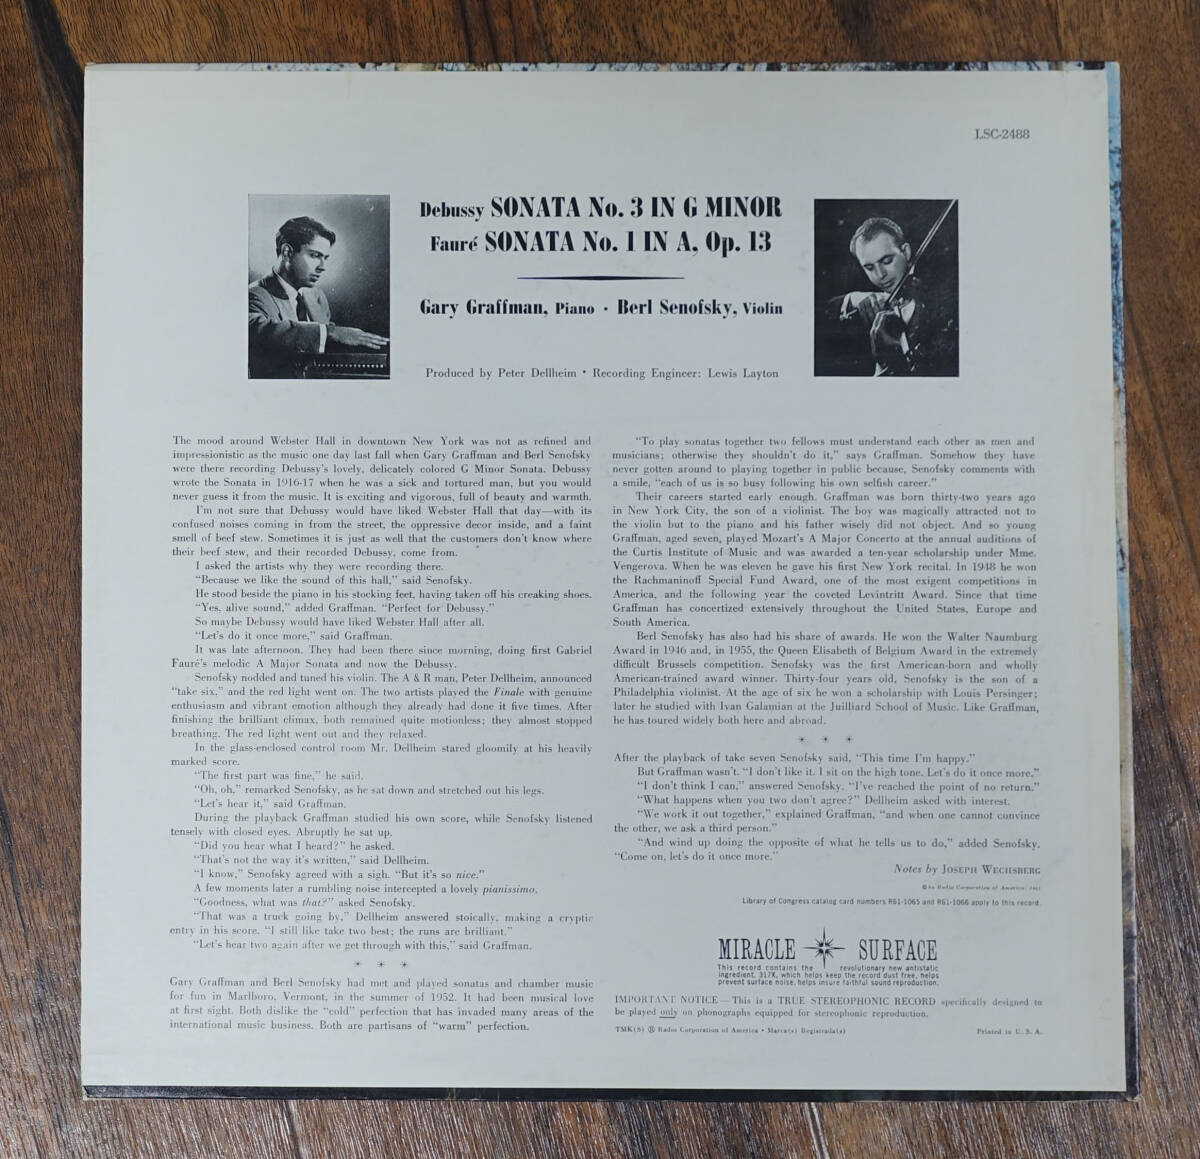 LSC-2488
Debussy SONATA No. 3 IN G MINOR
Fauré SONATA No. 1 IN A, Op. 13
Gary Graffman, Piano • Berl Senofsky, Violin
Produced by Peter Dellheim • Recording Engineer: Lewis Layton
The mood around Webster Hall in downtown New York was not as refined and
impressionistic as the music one day last fall when Gary Graffman and Berl Senofsky
were there recording Debussy's lovely, delicately colored G Minor Sonata. Debussy
wrote the Sonata in 1916-17 when he was a sick and tortured man, but you would
never guess it from the music. It is exciting and vigorous, full of beauty and warmth.
I'm not sure that Debussy would have liked Webster Hall that day—with its
confused noises coming in from the street, the oppressive decor inside, and a faint
smell of beef stew. Sometimes it is just as well that the customers don't know where
their beef stew, and their recorded Debussy, come from.
I asked the artists why they were recording there.
"Because we like the sound of this hall," said Senofsky.
He stood beside the piano in his stocking feet, having taken off his creaking shoes.
"Yes, alive sound," added Graffman. "Perfect for Debussy."
So maybe Debussy would have liked Webster Hall after all.
"Let's do it once more," said Graffman.
It was late afternoon. They had been there since morning, doing first Gabriel
Fauré's melodic A Major Sonata and now the Debussy.
Senofsky nodded and tuned his violin. The A & R man, Peter Dellheim, announced
"take six," and the red light went on. The two artists played the Finale with genuine
enthusiasm and vibrant emotion although they already had done it five times. After
finishing the brilliant climax, both remained quite motionless; they almost stopped
breathing. The red light went out and they relaxed.
In the glass-enclosed control room Mr. Dellheim stared gloomily at his heavily
marked score.
"The first part was fine," he said.
"Oh, oh," remarked Senofsky, as he sat down and stretched out his legs.
"Let's hear it," said Graffman.
During the playback Graffman studied his own score, while Senofsky listened
tensely with closed eyes. Abruptly he sat up.
"Did you hear what I heard?" he asked.
"That's not the way it's written," said Dellheim.
"I know," Senofsky agreed with a sigh. "But it's so nice."
A few moments later a rumbling noise intercepted a lovely pianissimo.
"Goodness, what was that?" asked Senofsky.
"That was a truck going by," Dellheim answered stoically, making a cryptic
entry in his score. "I still like take two best; the runs are brilliant."
"Let's hear two again after we get through with this," said Graffman.
* * *
Gary Graffman and Berl Senofsky had met and played sonatas and chamber music
for fun in Marlboro, Vermont, in the summer of 1952. It had been musical love
at first sight. Both dislike the "cold" perfection that has invaded many areas of the
international music business. Both are partisans of "warm" perfection.
"To play sonatas together two fellows must understand each other as men and
musicians; otherwise they shouldn't do it," says Graffman. Somehow they have
never gotten around to playing together in public because, Senofsky comments with
a smile, "each of us is so busy following his own selfish career."
Their careers started early enough. Graffman was born thirty-two years ago
in New York City, the son of a violinist. The boy was magically attracted not to
the violin but to the piano and his father wisely did not object. And so young
Graffman, aged seven, played Mozart's A Major Concerto at the annual auditions of
the Curtis Institute of Music and was awarded a ten-year scholarship under Mme.
Vengerova. When he was eleven he gave his first New York recital. In 1948 he won
the Rachmaninoff Special Fund Award, one of the most exigent competitions in
America, and the following year the coveted Levintritt Award. Since that time
Graffman has concertized extensively throughout the United States, Europe and
South America.
Berl Senofsky has also had his share of awards. He won the Walter Naumburg
Award in 1946 and, in 1955, the Queen Elisabeth of Belgium Award in the extremely
difficult Brussels competition. Senofsky was the first American-born and wholly
American-trained award winner. Thirty-four years old, Senofsky is the son of a
Philadelphia violinist. At the age of six he won a scholarship with Louis Persinger;
later he studied with Ivan Galamian at the Juilliard School of Music. Like Graffman,
he has toured widely both here and abroad.
* * *
After the playback of take seven Senofsky said, "This time I'm happy."
But Graffman wasn't. "I don't like it. I sit on the high tone. Let's do it once more."
"I don't think I can," answered Senofsky. "I've reached the point of no return."
"What happens when you two don't agree?" Dellheim asked with interest.
"We work it out together," explained Graffman, "and when one cannot convince
the other, we ask a third person."
"And wind up doing the opposite of what he tells us to do," added Senofsky.
"Come on, let's do it once more."
Notes by JOSEPH WECHSBERG
© by Radio Corporation of America, 1961
Library of Congress catalog card numbers R61-1065 and R61-1066 apply to this record.
MIRACLE SURFACE
This record contains the revolutionary new antistatic
ingredient, 317X, which helps keep the record dust free, helps
prevent surface noise, helps insure faithful sound reproduction.
IMPORTANT NOTICE—This is a TRUE STEREOPHONIC RECORD specifically designed to
be played only on phonographs equipped for stereophonic reproduction.
TMK(S) ® Radio Corporation of America • Marca(s) Registrada(s)
Printed in U. S. A.